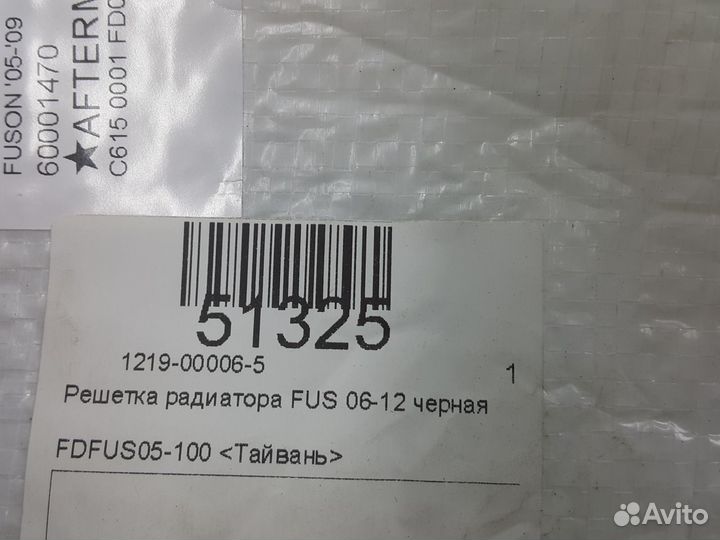 FUSON '05-'09
60001470
★AFTERM
C615 0001 FD0
51325
1219-00006-5
1
Решетка радиатора FUS 06-12 черная
FDFUS05-100 <Тайвань>
Avito